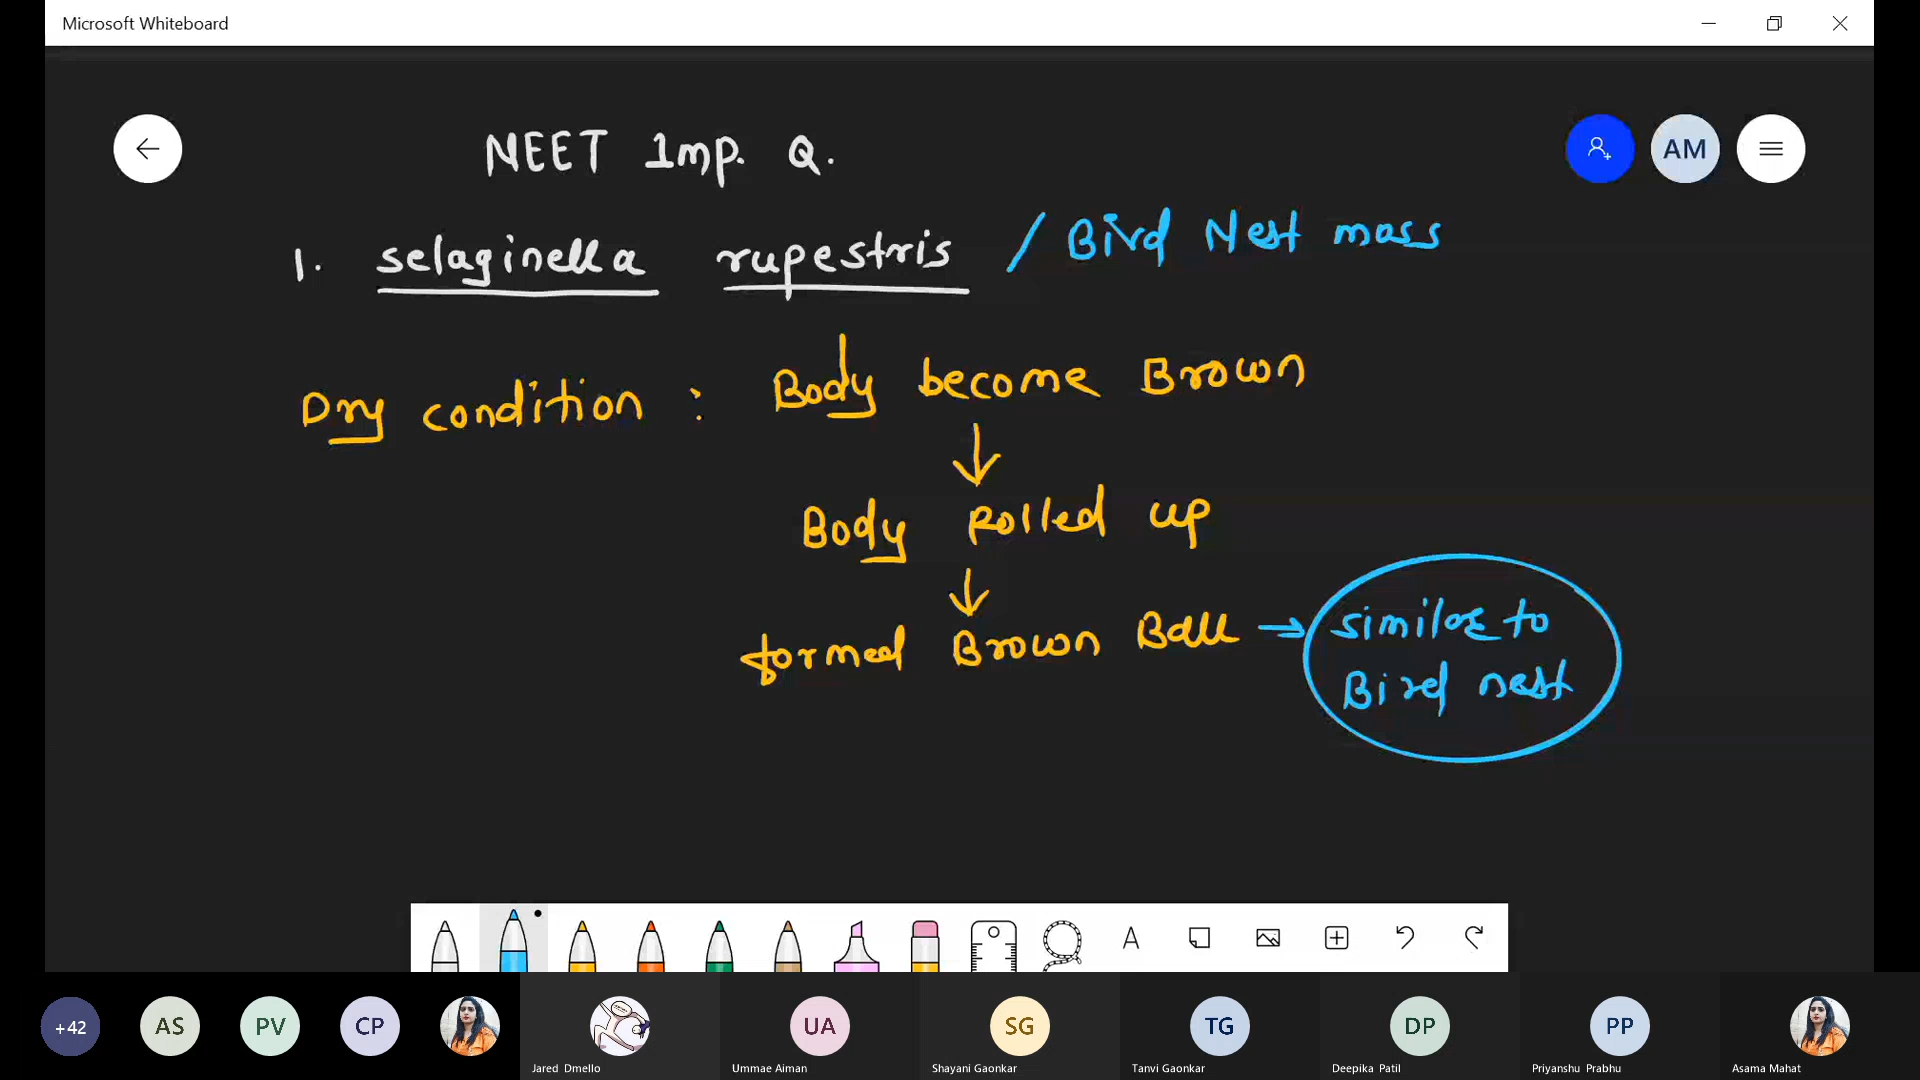 Microsoft Whiteboard
NEET Imp. Q.
AM
1. selaginella rupestris / Bird Nest moss
Dry condition : Body become Brown
Body rolled up
formed Brown Ball → similar to
Bird nest
A
+42 AS PV CP UA SG TG DP PP
Jared Dmello Ummae Aiman Shayani Gaonkar Tanvi Gaonkar Deepika Patil Priyanshu Prabhu Asama Mahat